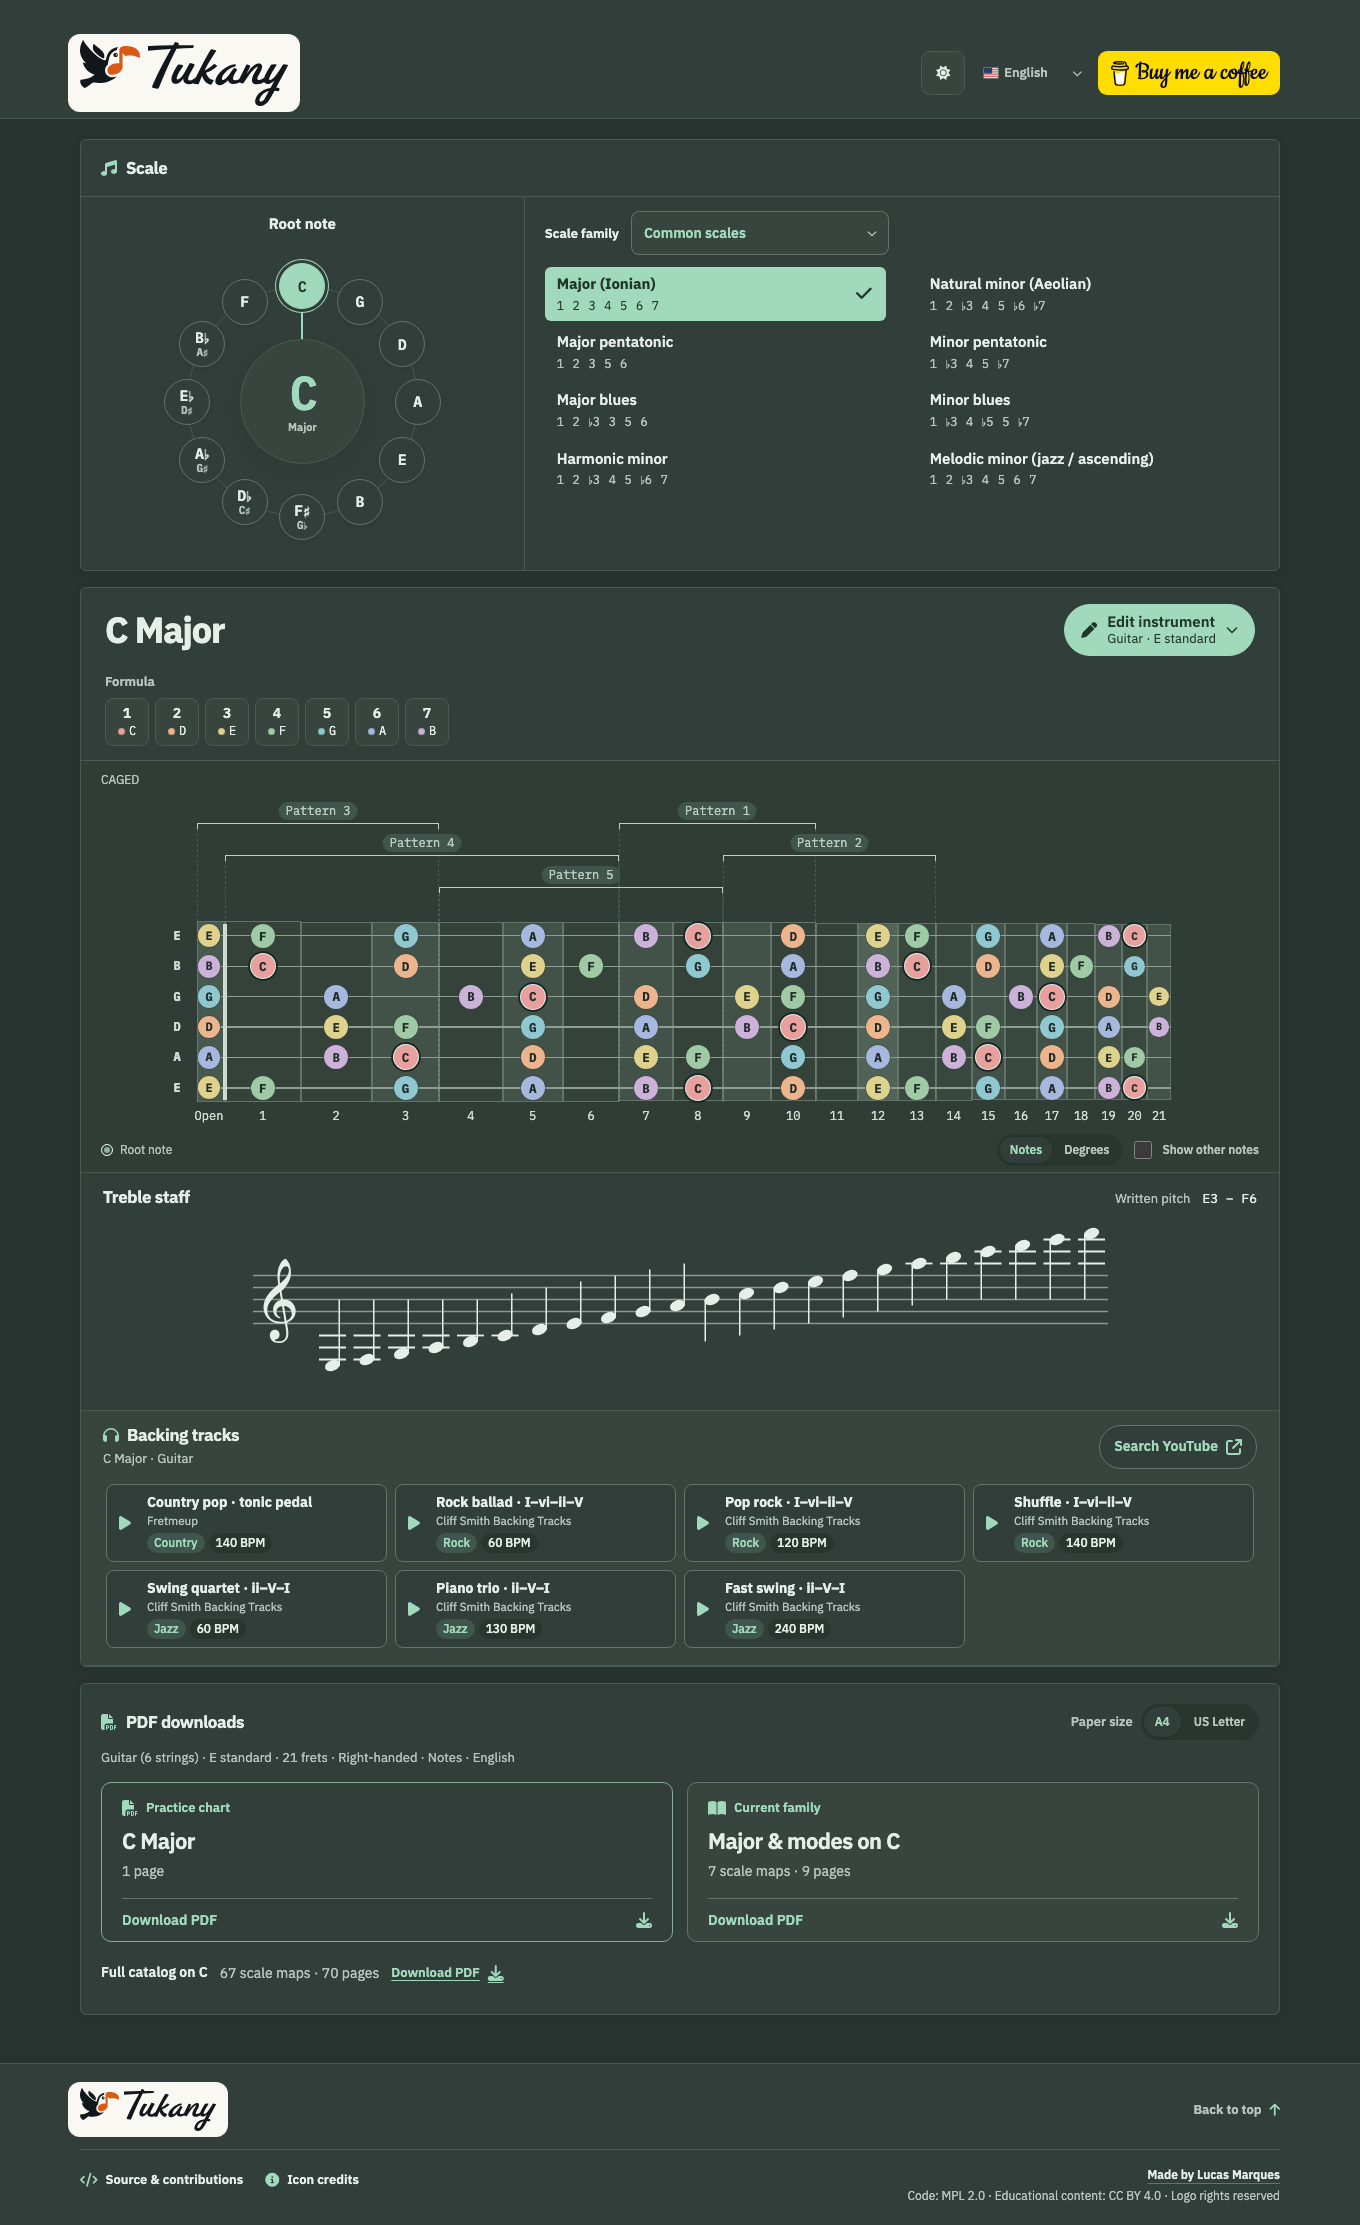 Tukany
English
Buy me a coffee
Scale
Root note
C
F
G
B♭
A♯
D
E♭
D♯
A
A♭
G♯
E
D♭
C♯
B
F♯
G♭
C
Major
Scale family Common scales
Major (Ionian)
1 2 3 4 5 6 7
Natural minor (Aeolian)
1 2 ♭3 4 5 ♭6 ♭7
Major pentatonic
1 2 3 5 6
Minor pentatonic
1 ♭3 4 5 ♭7
Major blues
1 2 ♭3 3 5 6
Minor blues
1 ♭3 4 ♭5 5 ♭7
Harmonic minor
1 2 ♭3 4 5 ♭6 7
Melodic minor (jazz / ascending)
1 2 ♭3 4 5 6 7
C Major
Edit instrument
Guitar · E standard
Formula
1 2 3 4 5 6 7
C D E F G A B
CAGED
Pattern 3 Pattern 1
Pattern 4 Pattern 2
Pattern 5
E E F G A B C D E F G A B C
B B C D E F G A B C D E F G
G G A B C D E F G A B C D E
D D E F G A B C D E F G A B
A A B C D E F G A B C D E F
E E F G A B C D E F G A B C
Open 1 2 3 4 5 6 7 8 9 10 11 12 13 14 15 16 17 18 19 20 21
Root note
Notes Degrees Show other notes
Treble staff
Written pitch E3 – F6
Backing tracks
C Major · Guitar
Search YouTube
Country pop · tonic pedal
Fretmeup
Country 140 BPM
Rock ballad · I–vi–ii–V
Cliff Smith Backing Tracks
Rock 60 BPM
Pop rock · I–vi–ii–V
Cliff Smith Backing Tracks
Rock 120 BPM
Shuffle · I–vi–ii–V
Cliff Smith Backing Tracks
Rock 140 BPM
Swing quartet · ii–V–I
Cliff Smith Backing Tracks
Jazz 60 BPM
Piano trio · ii–V–I
Cliff Smith Backing Tracks
Jazz 130 BPM
Fast swing · ii–V–I
Cliff Smith Backing Tracks
Jazz 240 BPM
PDF downloads
Paper size A4 US Letter
Guitar (6 strings) · E standard · 21 frets · Right-handed · Notes · English
Practice chart
C Major
1 page
Download PDF
Current family
Major & modes on C
7 scale maps · 9 pages
Download PDF
Full catalog on C 67 scale maps · 70 pages Download PDF
Tukany
Back to top
Source & contributions Icon credits
Made by Lucas Marques
Code: MPL 2.0 · Educational content: CC BY 4.0 · Logo rights reserved